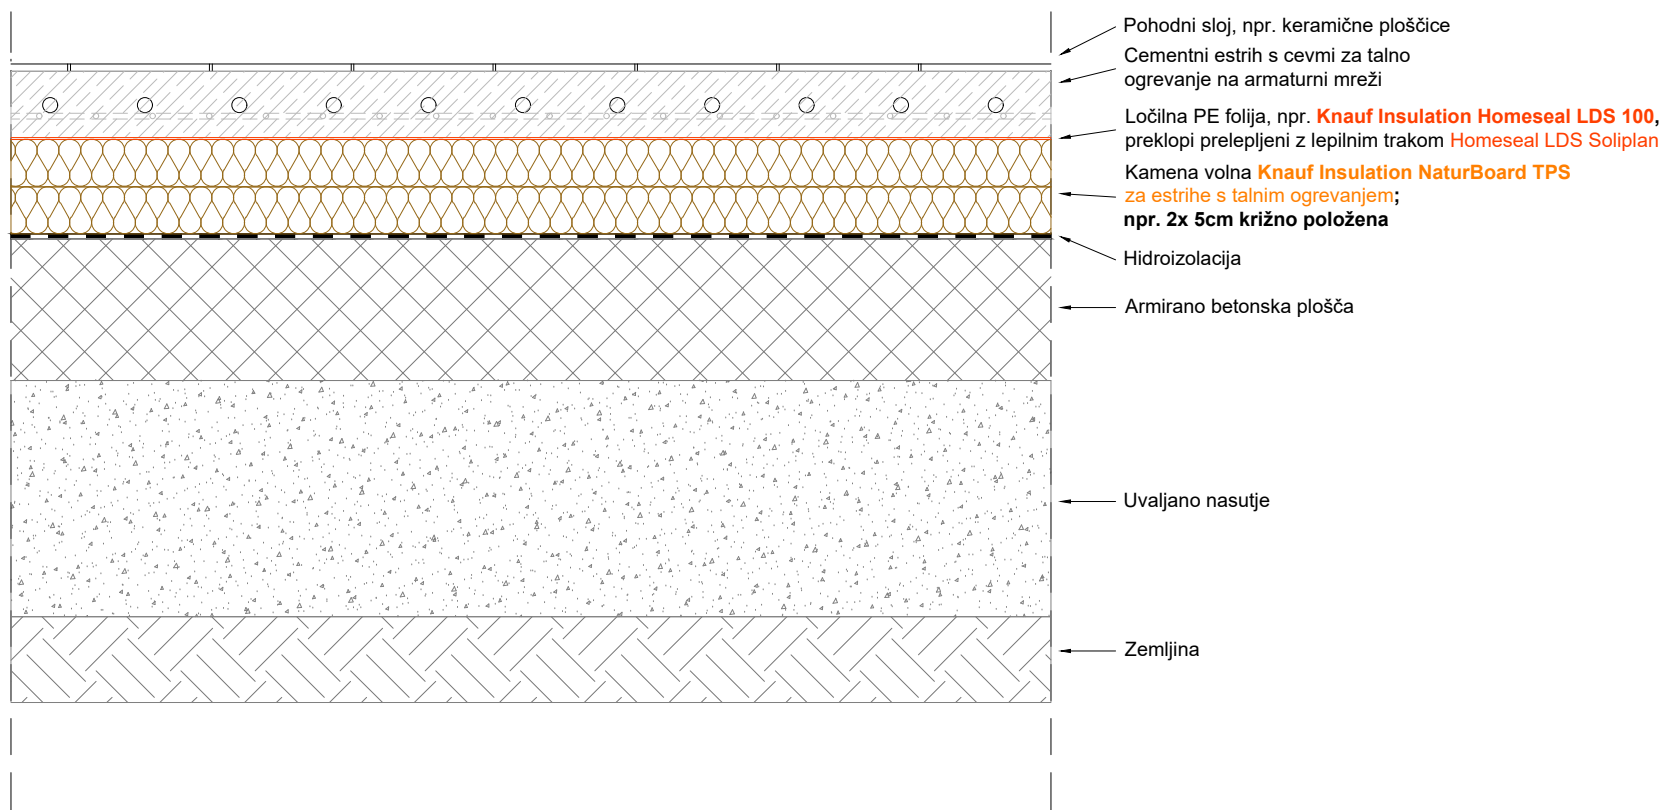 Pohodni sloj, npr. keramične ploščice
Cementni estrih s cevmi za talno
ogrevanje na armaturni mreži
Ločilna PE folija, npr. Knauf Insulation Homeseal LDS 100,
preklopi prelepljeni z lepilnim trakom Homeseal LDS Soliplan
Kamena volna Knauf Insulation NaturBoard TPS
za estrihe s talnim ogrevanjem;
npr. 2x 5cm križno položena
Hidroizolacija
Armirano betonska plošča
Uvaljano nasutje
Zemljina